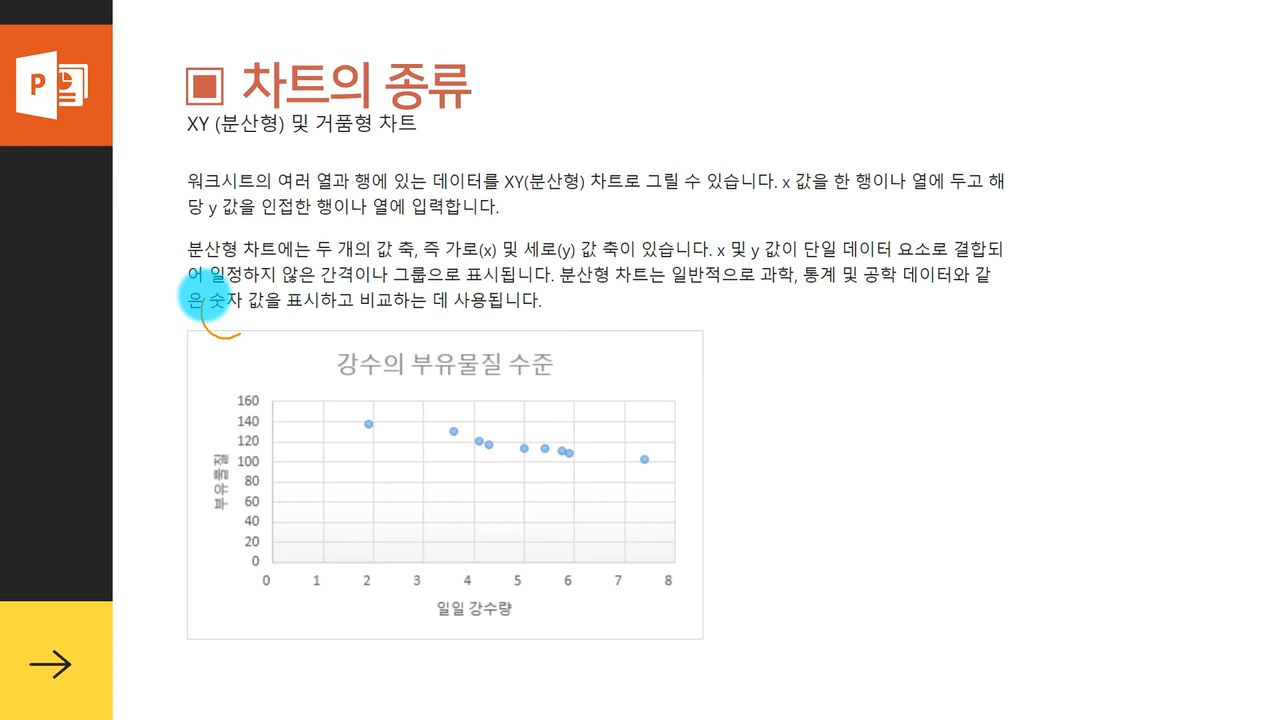 P
차트의 종류
XY (분산형) 및 거품형 차트
워크시트의 여러 열과 행에 있는 데이터를 XY(분산형) 차트로 그릴 수 있습니다. x 값을 한 행이나 열에 두고 해
당 y 값을 인접한 행이나 열에 입력합니다.
분산형 차트에는 두 개의 값 축, 즉 가로(x) 및 세로(y) 값 축이 있습니다. x 및 y 값이 단일 데이터 요소로 결합되
어 일정하지 않은 간격이나 그룹으로 표시됩니다. 분산형 차트는 일반적으로 과학, 통계 및 공학 데이터와 같
은 숫자 값을 표시하고 비교하는 데 사용됩니다.
강수의 부유물질 수준
160
140
120
100
80
60
40
20
0
부유물질
0 1 2 3 4 5 6 7 8
일일 강수량